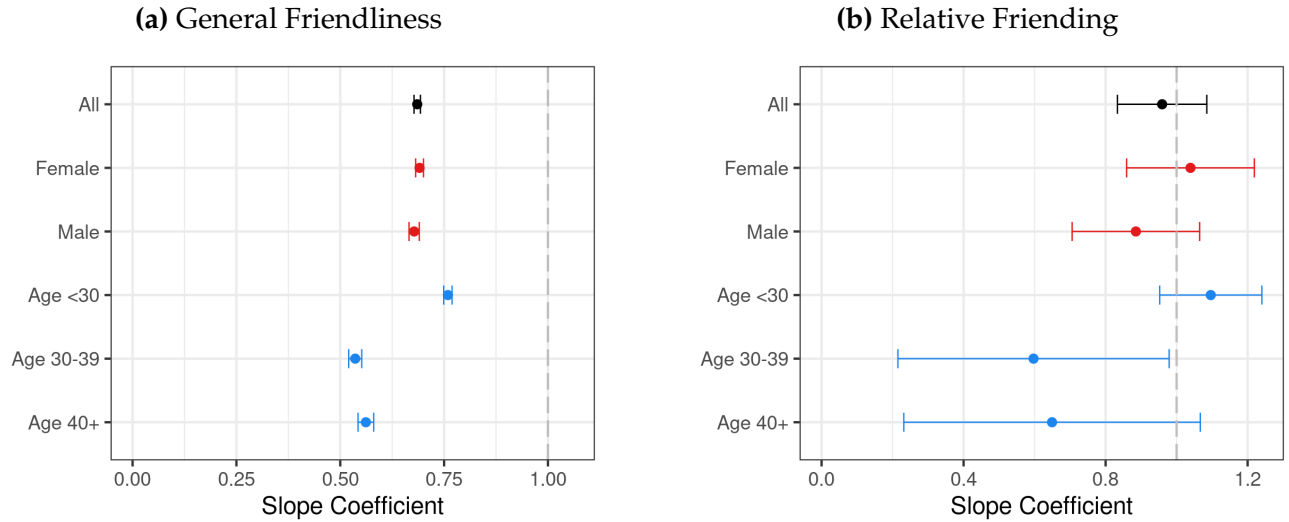 (a) General Friendliness
All
Female
Male
Age <30
Age 30-39
Age 40+
0.00 0.25 0.50 0.75 1.00
Slope Coefficient
(b) Relative Friending
All
Female
Male
Age <30
Age 30-39
Age 40+
0.0 0.4 0.8 1.2
Slope Coefficient